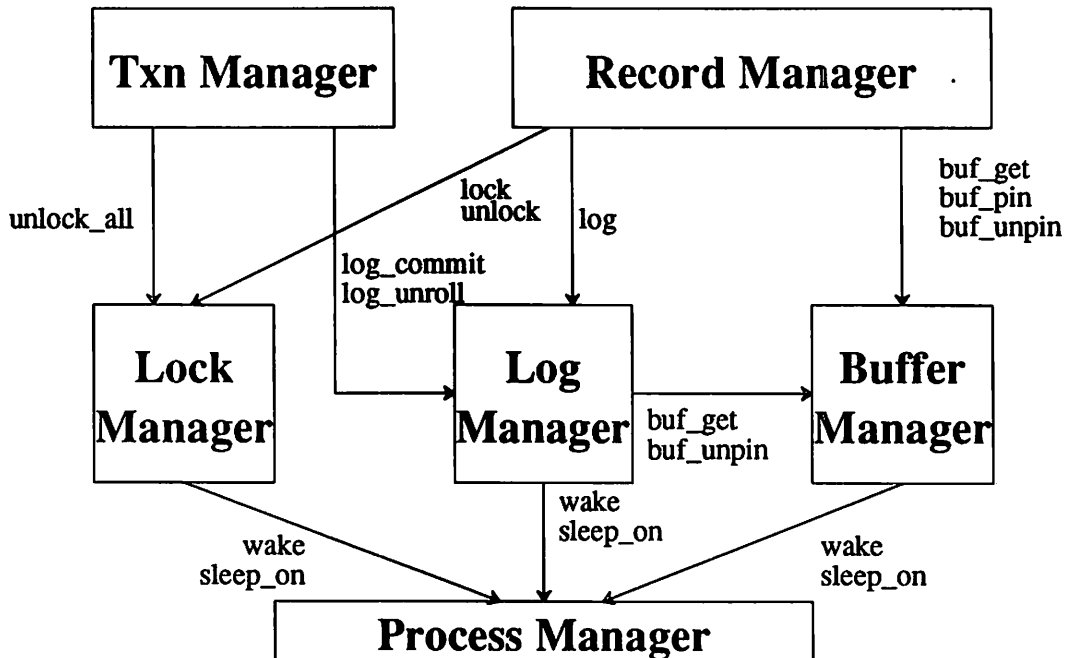 Txn Manager
Record Manager
unlock_all
lock
unlock
log
buf_get
buf_pin
buf_unpin
log_commit
log_unroll
Lock
Manager
Log
Manager
Buffer
Manager
buf_get
buf_unpin
wake
sleep_on
wake
sleep_on
wake
sleep_on
Process Manager